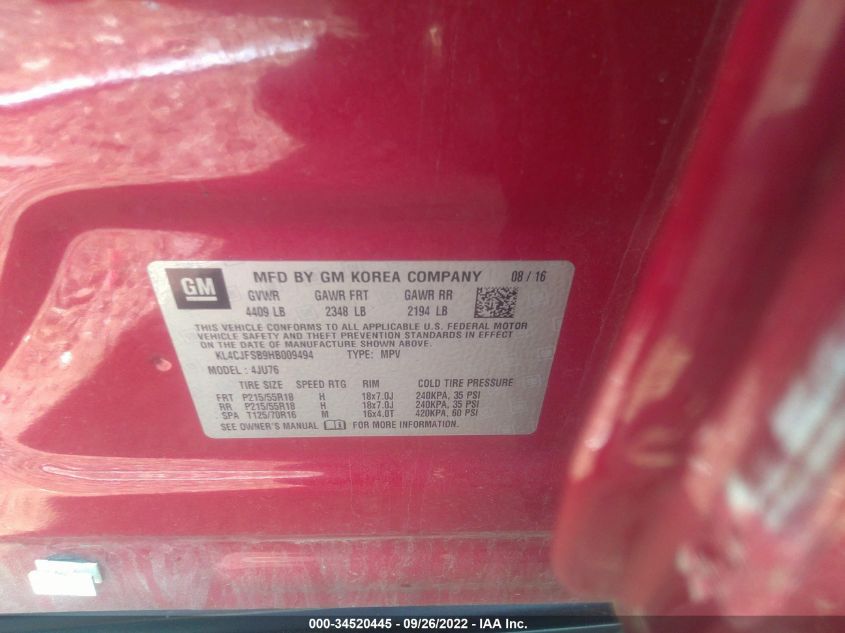 GM
MFD BY GM KOREA COMPANY 08 / 16
GVWR GAWR FRT GAWR RR
4409 LB 2348 LB 2194 LB
THIS VEHICLE CONFORMS TO ALL APPLICABLE U.S. FEDERAL MOTOR
VEHICLE SAFETY AND THEFT PREVENTION STANDARDS IN EFFECT
ON THE DATE OF MANUFACTURE SHOWN ABOVE.
KL4CJFSB9HB009494 TYPE: MPV
MODEL: 4JU76
TIRE SIZE SPEED RTG RIM COLD TIRE PRESSURE
FRT P215/55R18 H 18x7.0J 240KPA, 35 PSI
RR P215/55R18 H 18x7.0J 240KPA, 35 PSI
SPA T125/70R16 M 16x4.0T 420KPA, 60 PSI
SEE OWNER'S MANUAL FOR MORE INFORMATION.
000-34520445 - 09/26/2022 - IAA Inc.